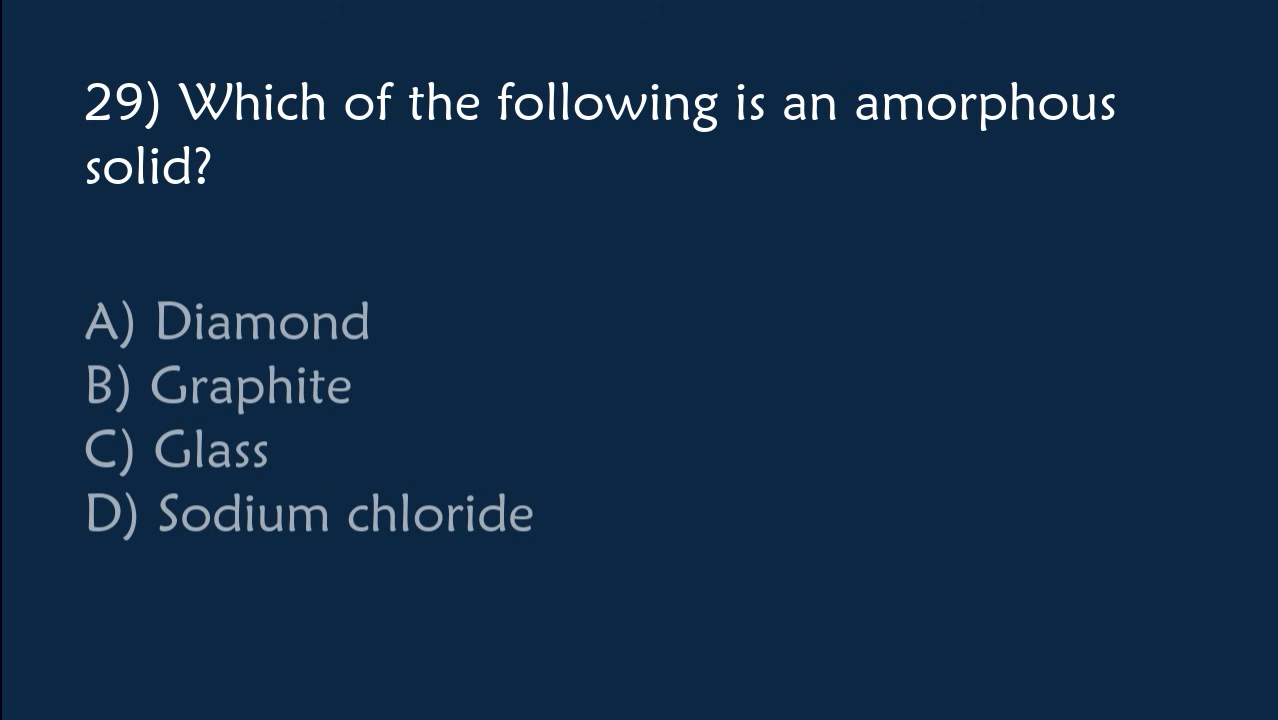 29) Which of the following is an amorphous
solid?
A) Diamond
B) Graphite
C) Glass
D) Sodium chloride